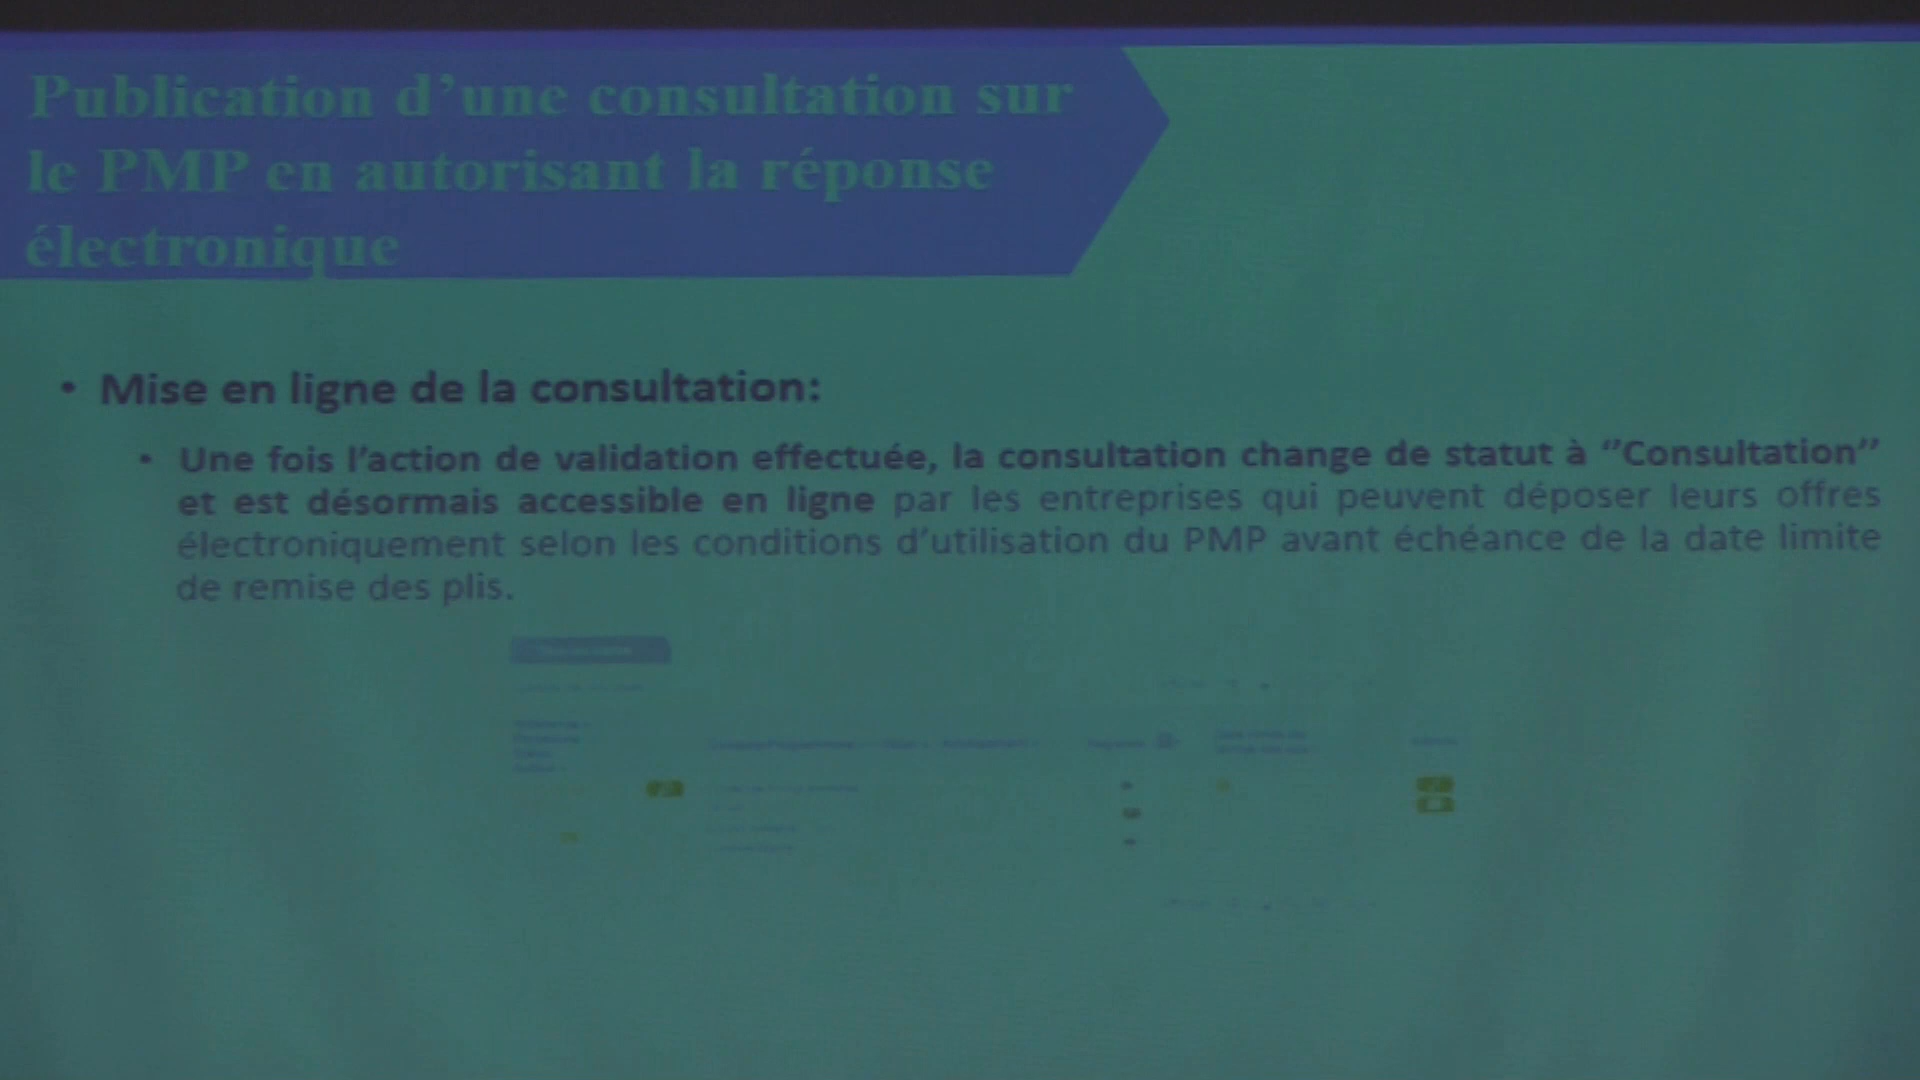 Publication d’une consultation sur
le PMP en autorisant la réponse
électronique
• Mise en ligne de la consultation:
• Une fois l’action de validation effectuée, la consultation change de statut à ‘’Consultation’’
et est désormais accessible en ligne par les entreprises qui peuvent déposer leurs offres
électroniquement selon les conditions d’utilisation du PMP avant échéance de la date limite
de remise des plis.